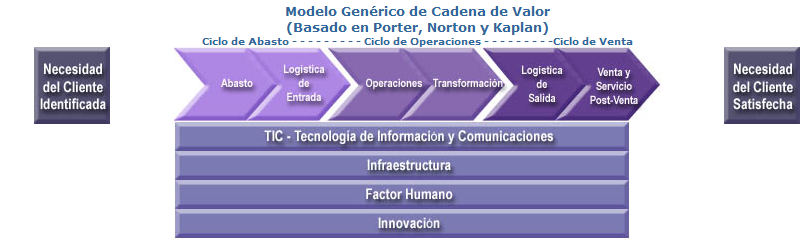 Modelo Genérico de Cadena de Valor
(Basado en Porter, Norton y Kaplan)
Ciclo de Abasto - - - - - - - - - - Ciclo de Operaciones - - - - - - - - - -Ciclo de Venta
Necesidad
del Cliente
Identificada
Abasto
Logística
de
Entrada
Operaciones
Transformación
Logística
de
Salida
Venta y
Servicio
Post-Venta
Necesidad
del Cliente
Satisfecha
TIC - Tecnología de Información y Comunicaciones
Infraestructura
Factor Humano
Innovación